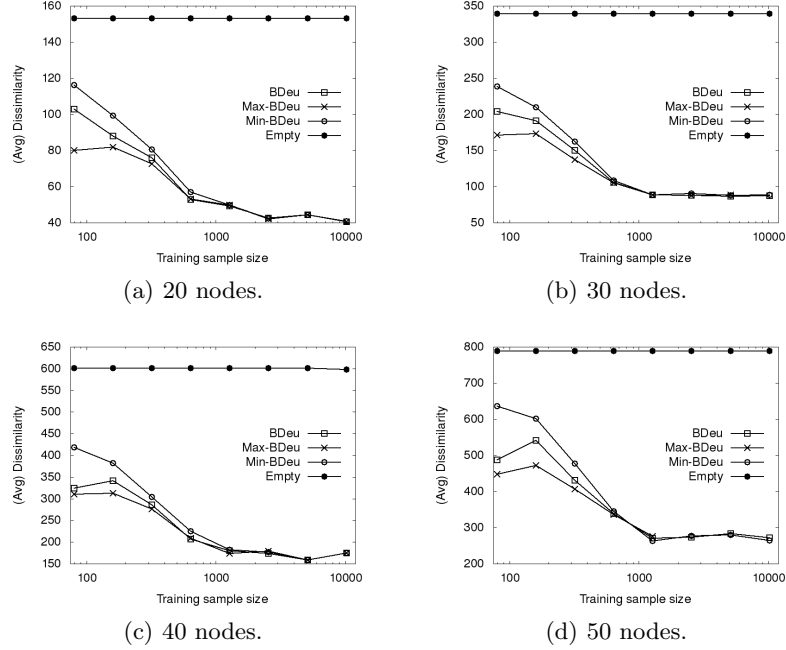 160
140
120
100
80
60
40
(Avg) Dissimilarity
BDeu
Max-BDeu
Min-BDeu
Empty
100 1000 10000
Training sample size
(a) 20 nodes.
350
300
250
200
150
100
50
(Avg) Dissimilarity
BDeu
Max-BDeu
Min-BDeu
Empty
100 1000 10000
Training sample size
(b) 30 nodes.
650
600
550
500
450
400
350
300
250
200
150
(Avg) Dissimilarity
BDeu
Max-BDeu
Min-BDeu
Empty
100 1000 10000
Training sample size
(c) 40 nodes.
800
700
600
500
400
300
200
(Avg) Dissimilarity
BDeu
Max-BDeu
Min-BDeu
Empty
100 1000 10000
Training sample size
(d) 50 nodes.